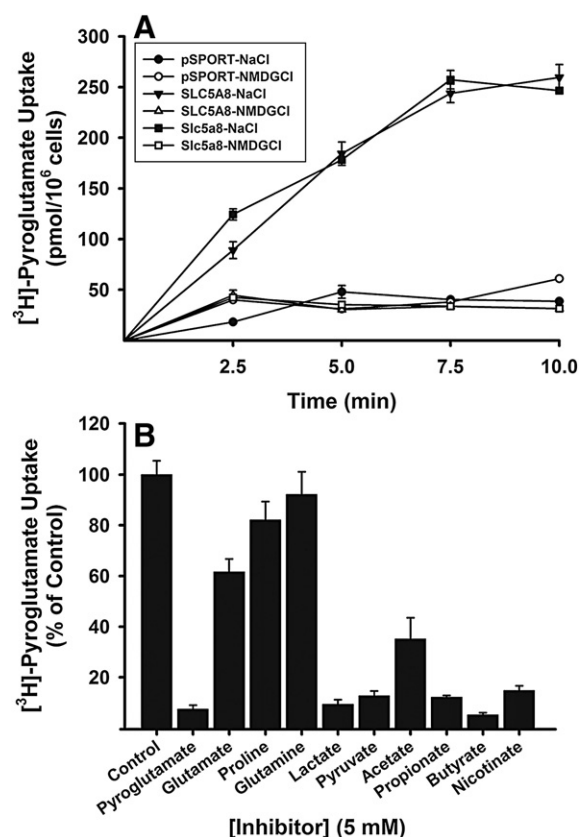 A
300
250
200
150
100
50
[³H]-Pyroglutamate Uptake
(pmol/10⁶ cells)
pSPORT-NaCl
pSPORT-NMDGCl
SLC5A8-NaCl
SLC5A8-NMDGCl
Slc5a8-NaCl
Slc5a8-NMDGCl
2.5 5.0 7.5 10.0
Time (min)
B
120
100
80
60
40
20
[³H]-Pyroglutamate Uptake
(% of Control)
Control
Pyroglutamate
Glutamate
Proline
Glutamine
Lactate
Pyruvate
Acetate
Propionate
Butyrate
Nicotinate
[Inhibitor] (5 mM)